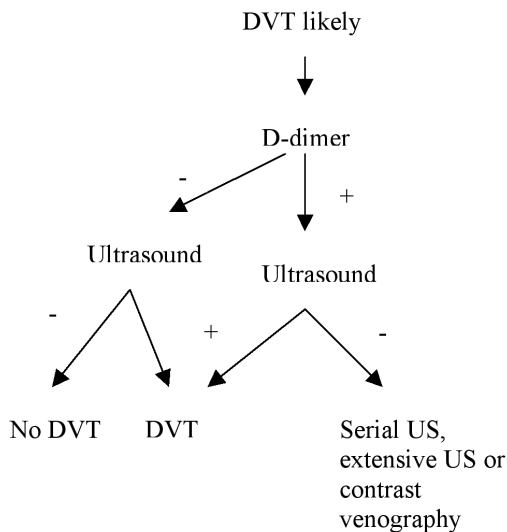 DVT likely
D-dimer
-
+
Ultrasound
Ultrasound
-
+
-
No DVT
DVT
Serial US,
extensive US or
contrast
venography